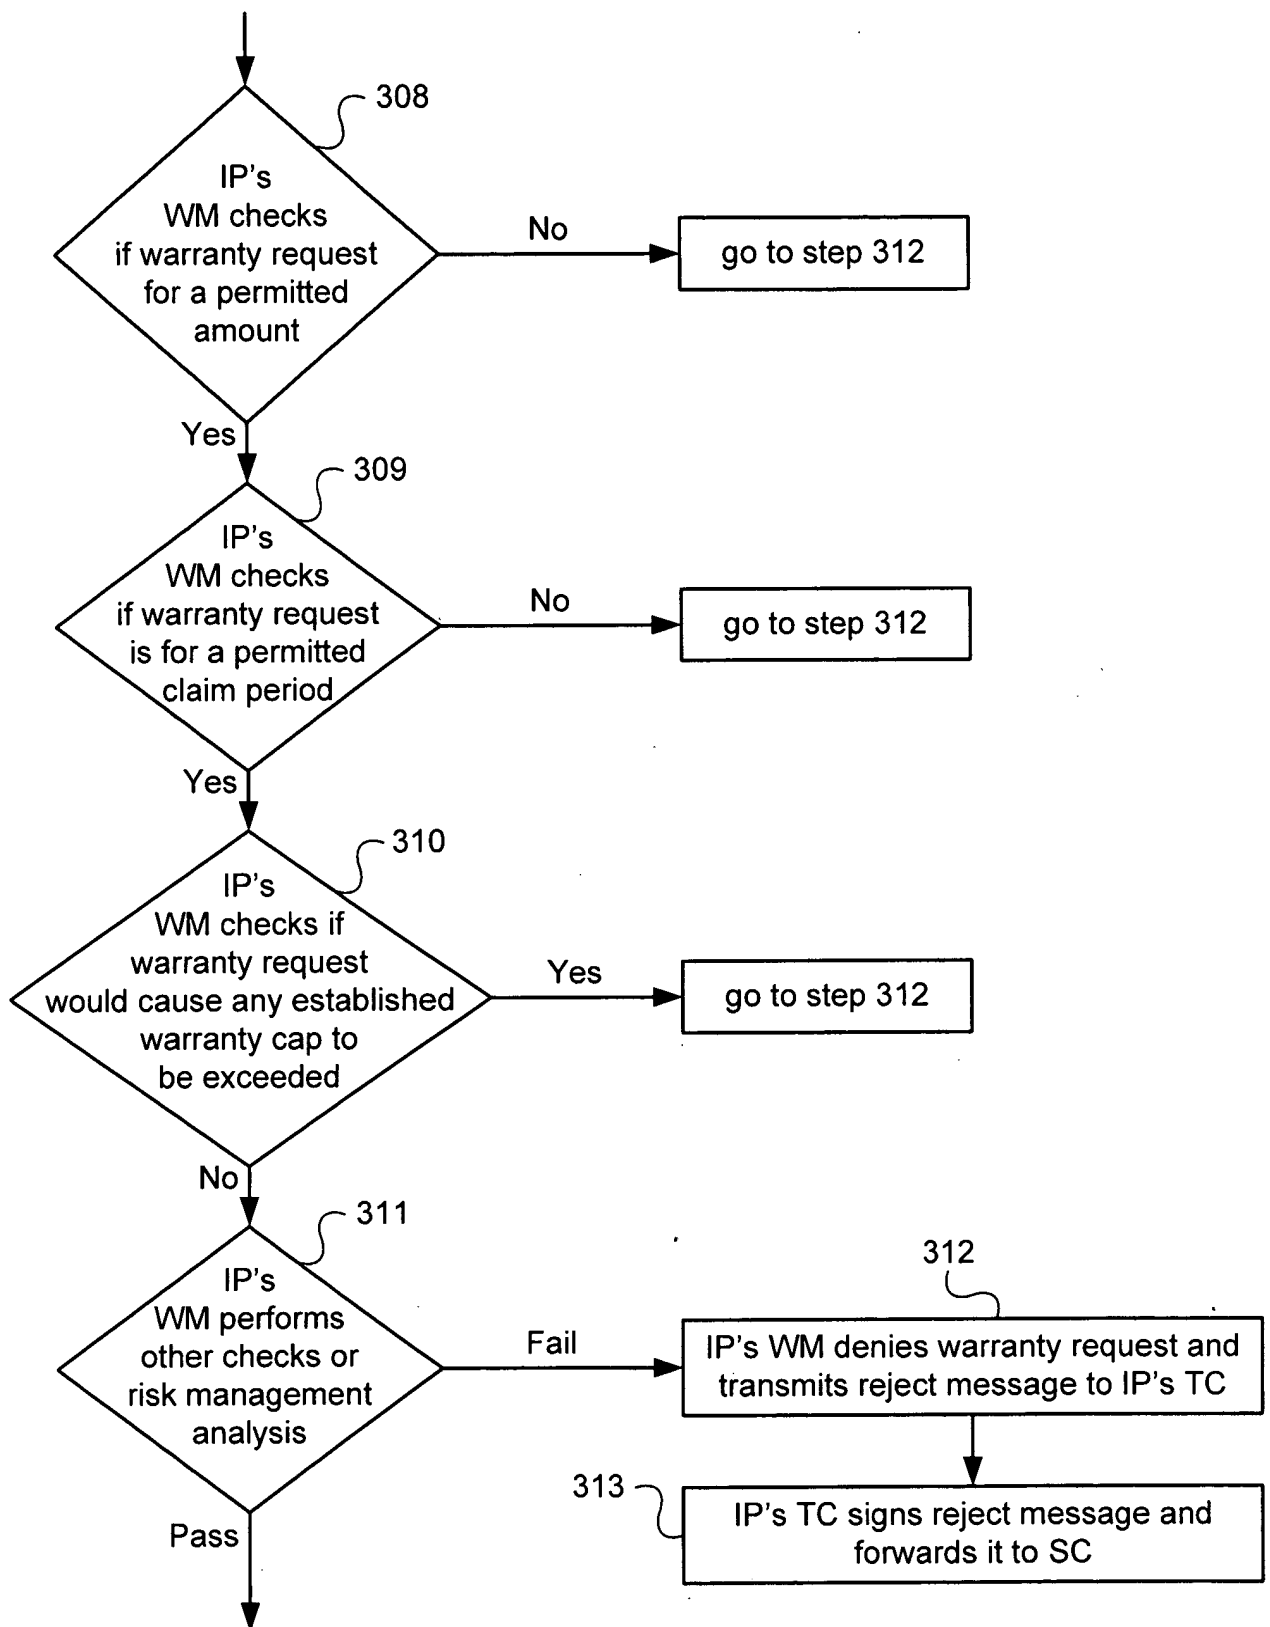 308
IP's
WM checks
if warranty request
for a permitted
amount
No
go to step 312
Yes
309
IP's
WM checks
if warranty request
is for a permitted
claim period
No
go to step 312
Yes
310
IP's
WM checks if
warranty request
would cause any established
warranty cap to
be exceeded
Yes
go to step 312
No
311
IP's
WM performs
other checks or
risk management
analysis
Fail
312
IP's WM denies warranty request and
transmits reject message to IP's TC
313
IP's TC signs reject message and
forwards it to SC
Pass